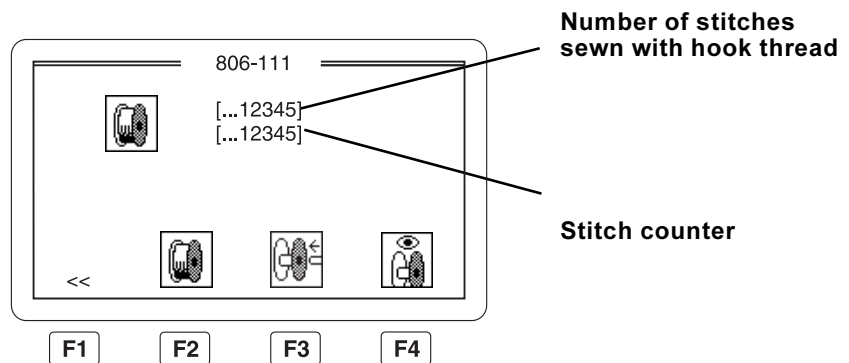 Number of stitches
sewn with hook thread
806-111
[...12345]
[...12345]
Stitch counter
<<
F1 F2 F3 F4